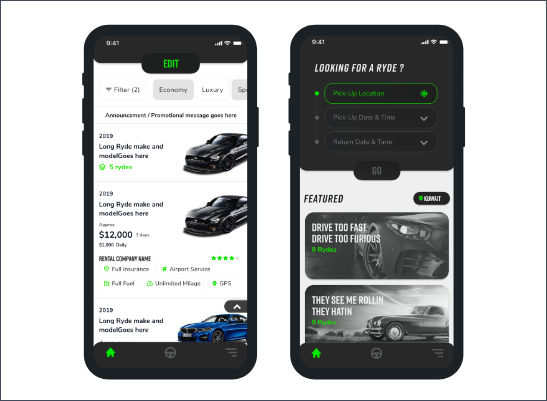 9:41
EDIT
Filter (2)
Economy
Luxury
Sp
Announcement / Promotional message goes here
2019
Long Ryde make and
modelGoes here
5 rydes
2019
Long Ryde make and
modelGoes here
Approx
$12,000 3 days
$1,000 Daily
RENTAL COMPANY NAME
Full insurance
Airport Service
Full Fuel
Unlimited Milage
GPS
2019
Long Ryde make and
modelGoes here
9:41
LOOKING FOR A RYDE ?
Pick-Up Location
Pick-Up Date & Time
Return Date & Time
GO
FEATURED
KUWAIT
DRIVE TOO FAST
DRIVE TOO FURIOUS
9 Rydez
THEY SEE ME ROLLIN
THEY HATIN
9 Rydez